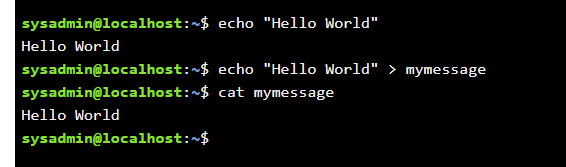 sysadmin@localhost:~$ echo "Hello World"
Hello World
sysadmin@localhost:~$ echo "Hello World" > mymessage
sysadmin@localhost:~$ cat mymessage
Hello World
sysadmin@localhost:~$